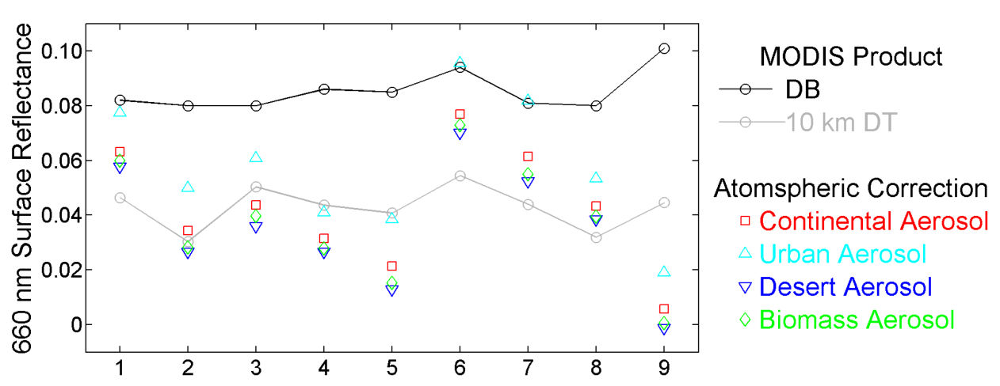 660 nm Surface Reflectance
0.10
0.08
0.06
0.04
0.02
0
1 2 3 4 5 6 7 8 9
MODIS Product
DB
10 km DT
Atomspheric Correction
Continental Aerosol
Urban Aerosol
Desert Aerosol
Biomass Aerosol